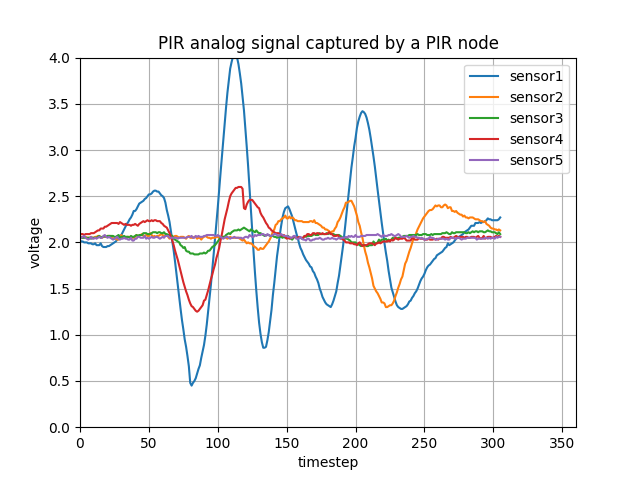 PIR analog signal captured by a PIR node
4.0
3.5
3.0
2.5
2.0
1.5
1.0
0.5
0.0
voltage
sensor1
sensor2
sensor3
sensor4
sensor5
0 50 100 150 200 250 300 350
timestep